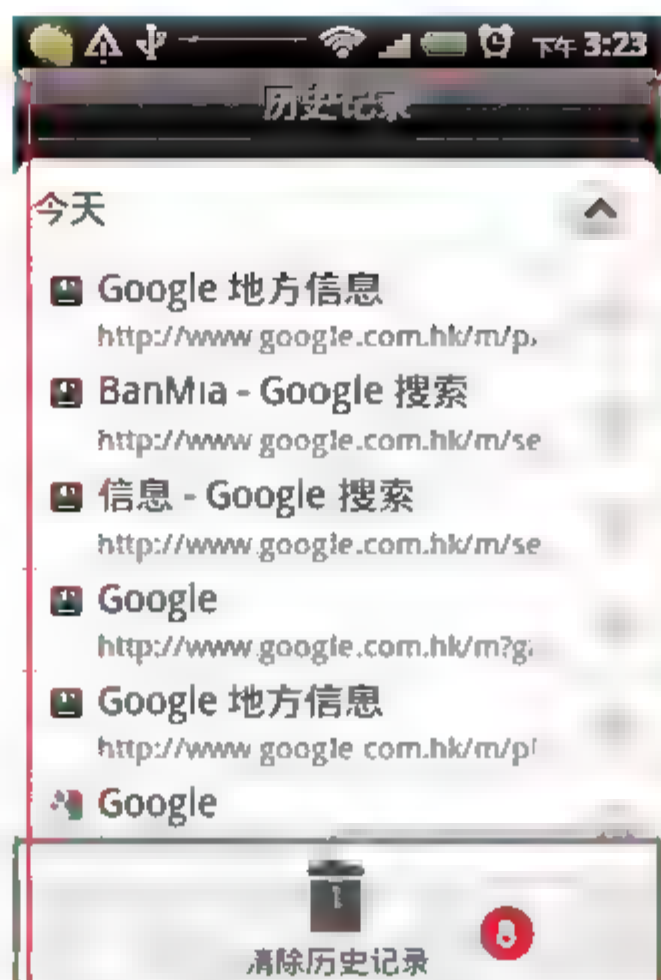 下午 3:23
历史记录
今天
Google 地方信息
http://www.google.com.hk/m/p
BanMia - Google 搜索
http://www.google.com.hk/m/se
信息 - Google 搜索
http://www.google.com.hk/m/se
Google
http://www.google.com.hk/m?g
Google 地方信息
http://www.google.com.hk/m/p
Google
清除历史记录